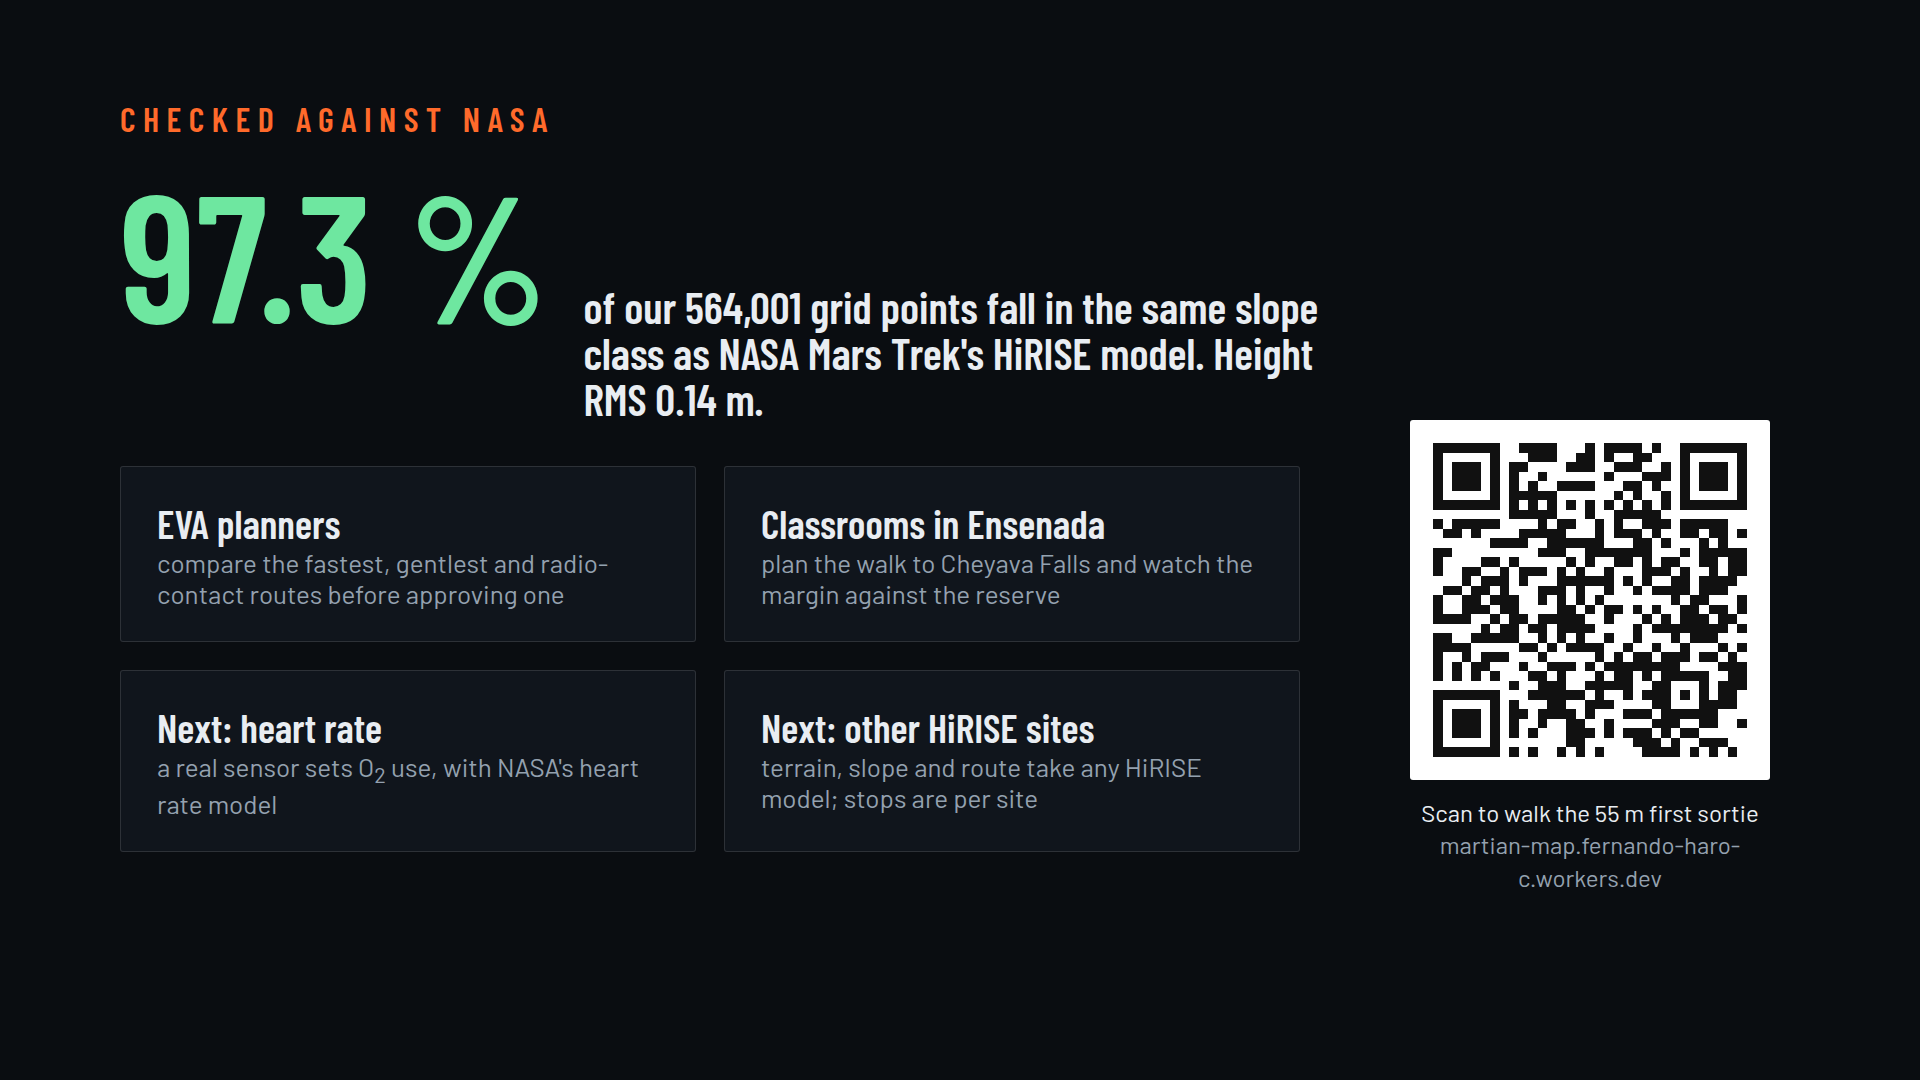 CHECKED AGAINST NASA
97.3 %
of our 564,001 grid points fall in the same slope
class as NASA Mars Trek's HiRISE model. Height
RMS 0.14 m.
EVA planners
compare the fastest, gentlest and radio-
contact routes before approving one
Classrooms in Ensenada
plan the walk to Cheyava Falls and watch the
margin against the reserve
Next: heart rate
a real sensor sets O₂ use, with NASA's heart
rate model
Next: other HiRISE sites
terrain, slope and route take any HiRISE
model; stops are per site
Scan to walk the 55 m first sortie
martian-map.fernando-haro-
c.workers.dev